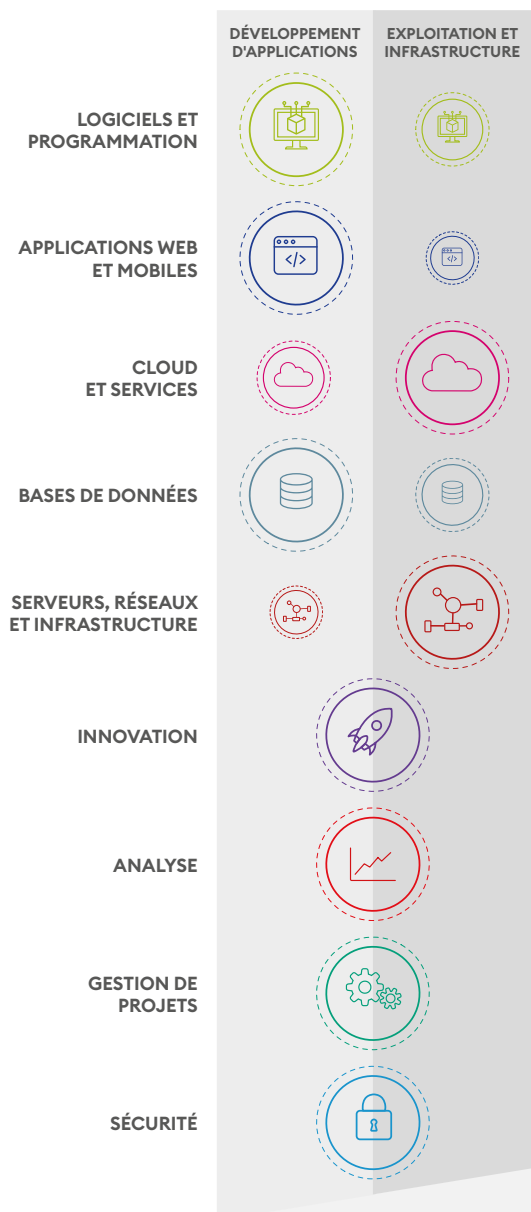 DÉVELOPPEMENT
D'APPLICATIONS
EXPLOITATION ET
INFRASTRUCTURE
LOGICIELS ET
PROGRAMMATION
APPLICATIONS WEB
ET MOBILES
</>
</>
CLOUD
ET SERVICES
BASES DE DONNÉES
SERVEURS, RÉSEAUX
ET INFRASTRUCTURE
INNOVATION
ANALYSE
GESTION DE
PROJETS
SÉCURITÉ